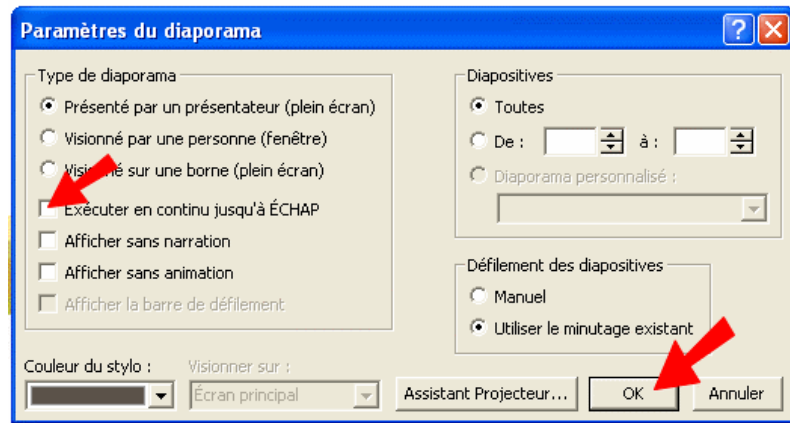 Paramètres du diaporama
Type de diaporama
Présenté par un présentateur (plein écran)
Visionné par une personne (fenêtre)
Visionné sur une borne (plein écran)
Exécuter en continu jusqu'à ÉCHAP
Afficher sans narration
Afficher sans animation
Afficher la barre de défilement
Diapositives
Toutes
De : à :
Diaporama personnalisé :
Défilement des diapositives
Manuel
Utiliser le minutage existant
Couleur du stylo : Visionner sur :
Écran principal
Assistant Projecteur... OK Annuler